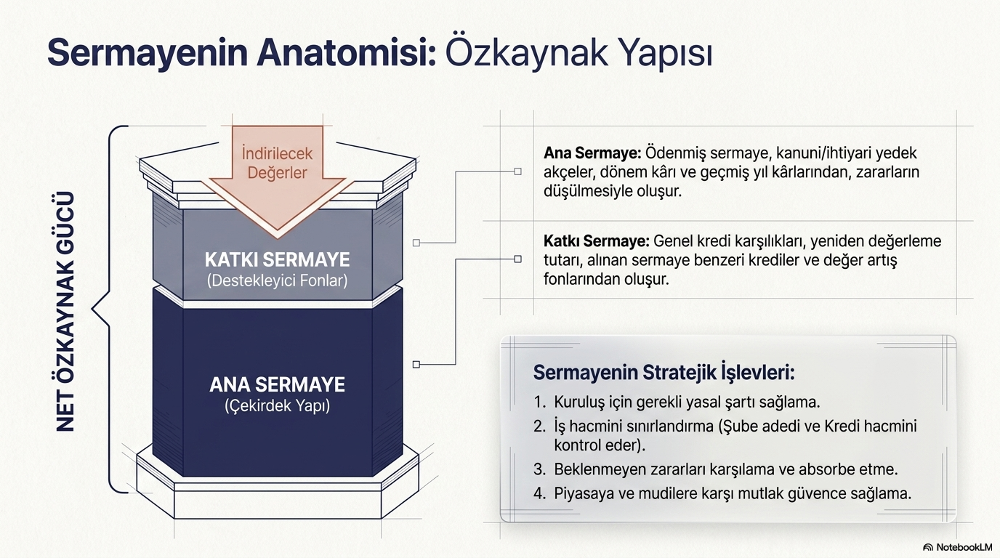 Sermayenin Anatomisi: Özkaynak Yapısı
NET ÖZKAYNAK GÜCÜ
İndirilecek
Değerler
KATKI SERMAYE
(Destekleyici Fonlar)
ANA SERMAYE
(Çekirdek Yapı)
Ana Sermaye: Ödenmiş sermaye, kanuni/ihtiyari yedek
akçeler, dönem kârı ve geçmiş yıl kârlarından, zararların
düşülmesiyle oluşur.
Katkı Sermaye: Genel kredi karşılıkları, yeniden değerleme
tutarı, alınan sermaye benzeri krediler ve değer artış
fonlarından oluşur.
Sermayenin Stratejik İşlevleri:
1. Kuruluş için gerekli yasal şartı sağlama.
2. İş hacmini sınırlandırma (Şube adedi ve Kredi hacmini
kontrol eder).
3. Beklenmeyen zararları karşılama ve absorbe etme.
4. Piyasaya ve mudilere karşı mutlak güvence sağlama.
NotebookLM